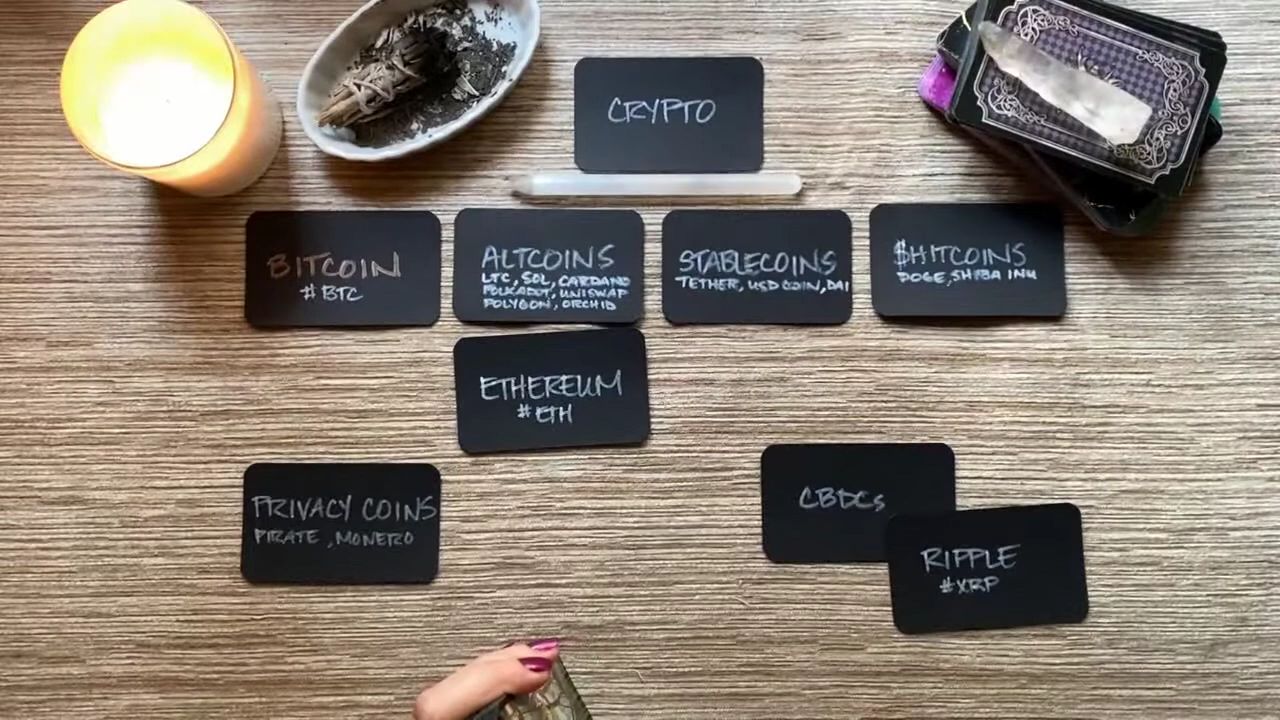 CRYPTO
BITCOIN
#BTC
ALTCOINS
LTC, SOL, CARDANO
POLKADOT, UNISWAP
POLYGON, ORCHID
STABLECOINS
TETHER, USD COIN, DAI
$HITCOINS
DOGE, SHIBA INU
ETHEREUM
#ETH
PRIVACY COINS
PIRATE, MONERO
CBDCs
RIPPLE
#XRP